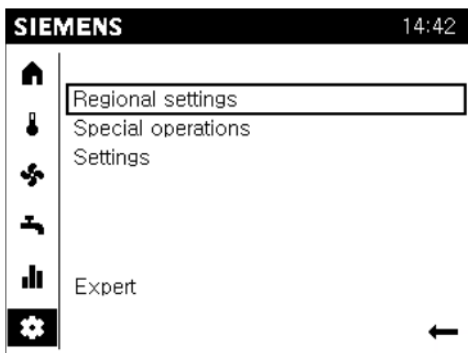 SIEMENS 14:42
Regional settings
Special operations
Settings
Expert